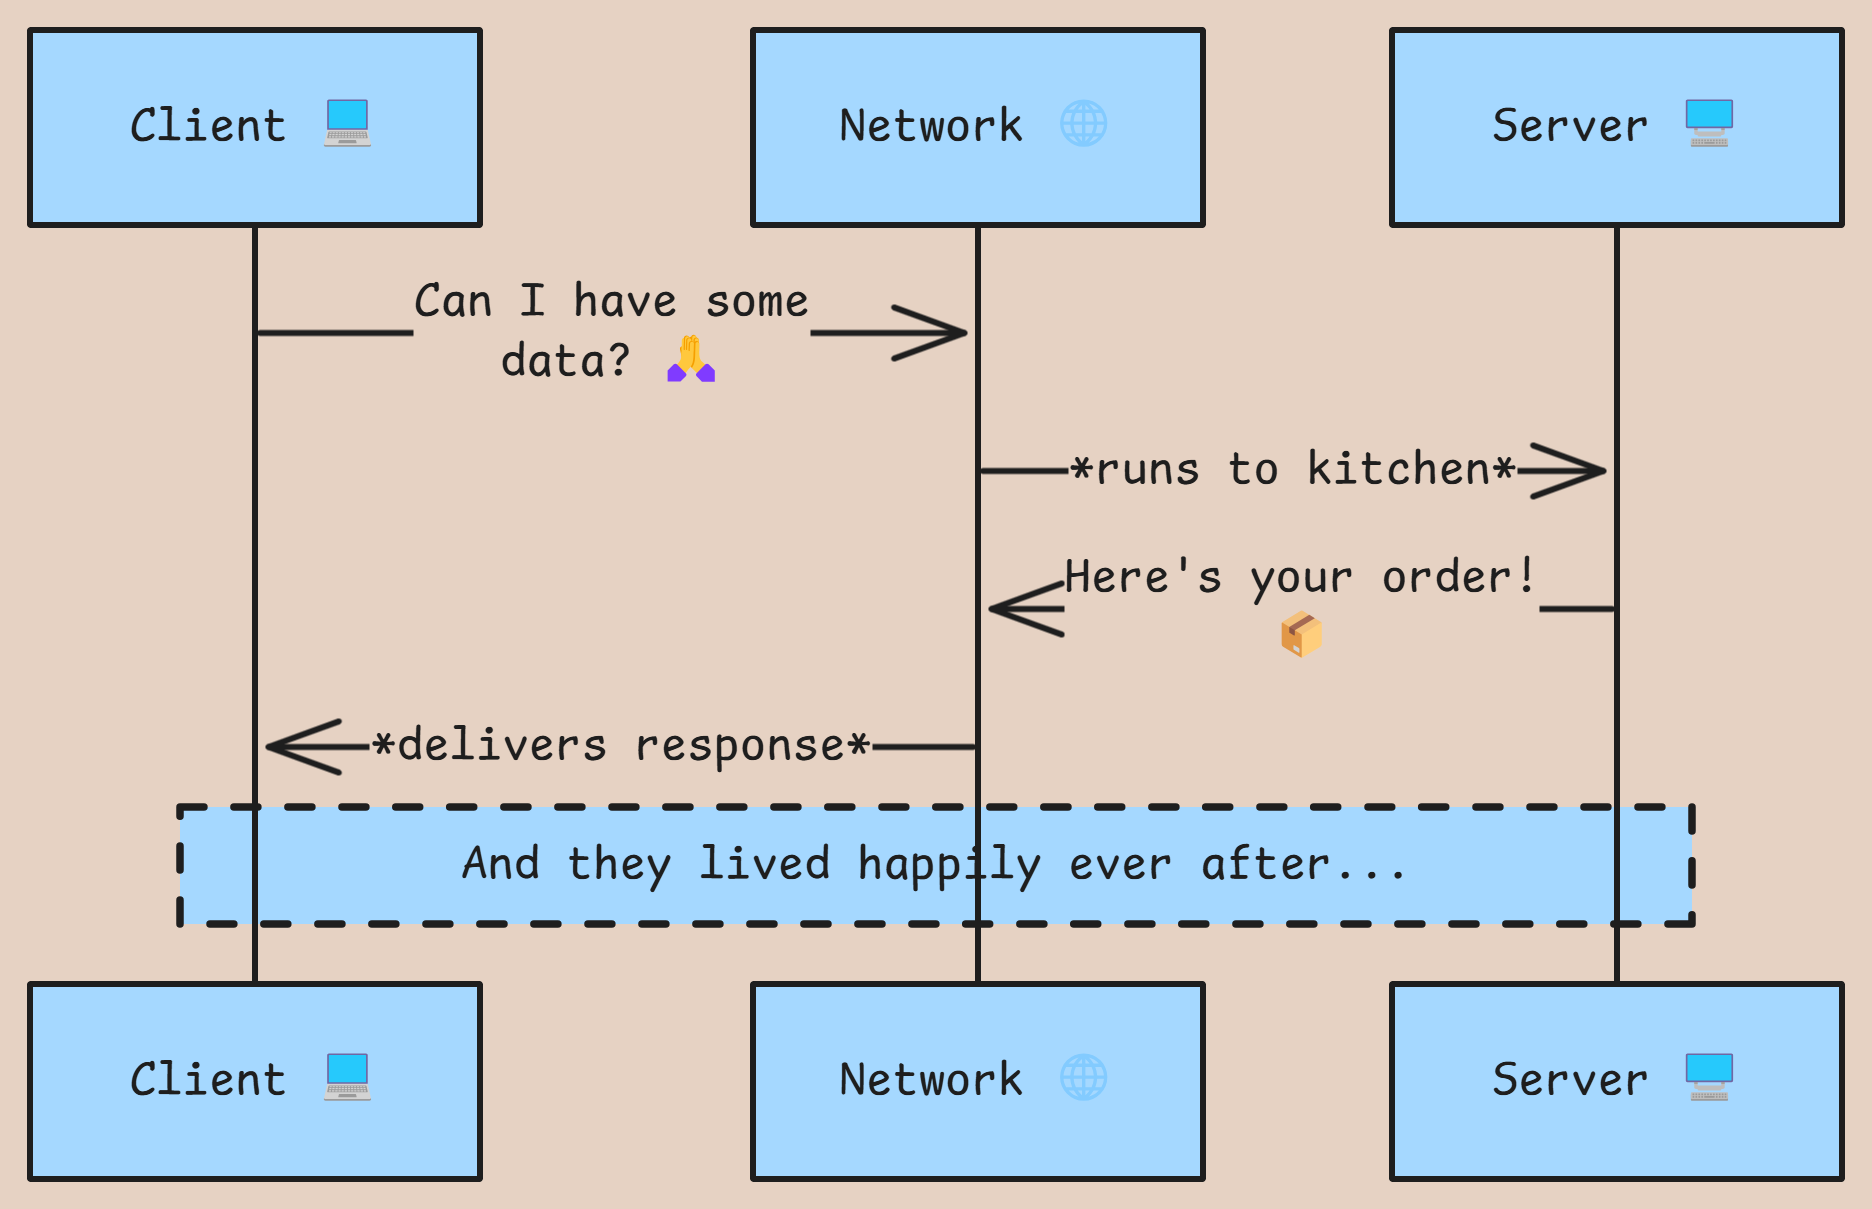 Client 💻
Network 🌐
Server 🖥️
Can I have some
data? 🙏
*runs to kitchen*
Here's your order!
📦
*delivers response*
And they lived happily ever after...
Client 💻
Network 🌐
Server 🖥️